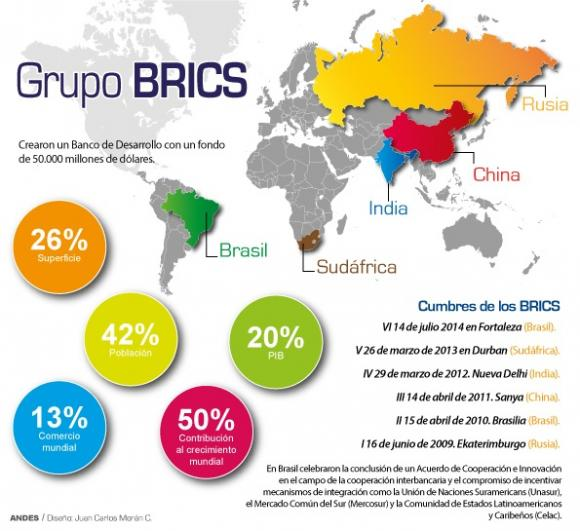 Grupo BRICS
Crearon un Banco de Desarrollo con un fondo
de 50.000 millones de dólares.
Rusia
China
India
Brasil
Sudáfrica
26%
Superficie
42%
Población
20%
PIB
13%
Comercio
mundial
50%
Contribución
al crecimiento
mundial
Cumbres de los BRICS
VI 14 de julio 2014 en Fortaleza (Brasil).
V 26 de marzo de 2013 en Durban (Sudáfrica).
IV 29 de marzo de 2012. Nueva Delhi (India).
III 14 de abril de 2011. Sanya (China).
II 15 de abril de 2010. Brasilia (Brasil).
I 16 de junio de 2009. Ekaterimburgo (Rusia).
En Brasil celebraron la conclusión de un Acuerdo de Cooperación e Innovación
en el campo de la cooperación interbancaria y el compromiso de incentivar
mecanismos de integración como la Unión de Naciones Suramericanas (Unasur),
el Mercado Común del Sur (Mercosur) y la Comunidad de Estados Latinoamericanos
y Caribeños (Celac).
ANDES / Diseño: Juan Carlos Morán C.